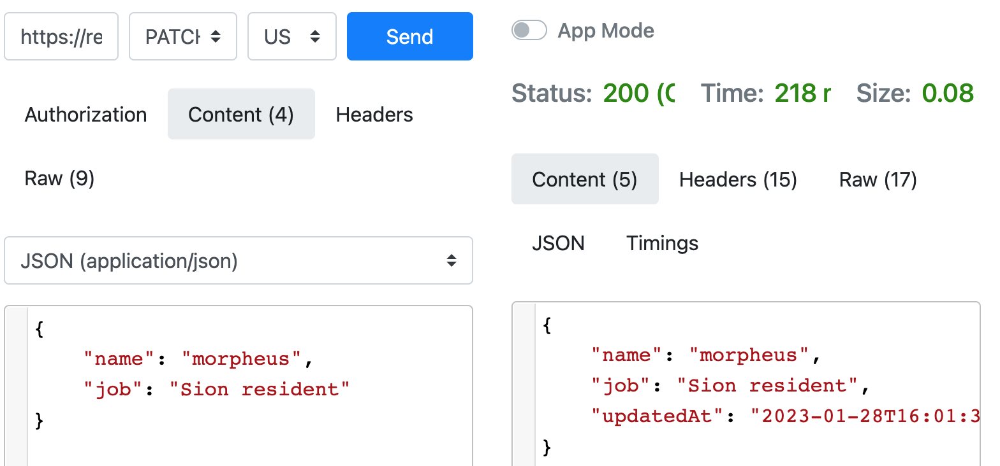 https://re PATCH US Send
Authorization Content (4) Headers
Raw (9)
JSON (application/json)
{
"name": "morpheus",
"job": "Sion resident"
}
App Mode
Status: 200 Time: 218 Size: 0.08
Content (5) Headers (15) Raw (17)
JSON Timings
{
"name": "morpheus",
"job": "Sion resident",
"updatedAt": "2023-01-28T16:01:3
}